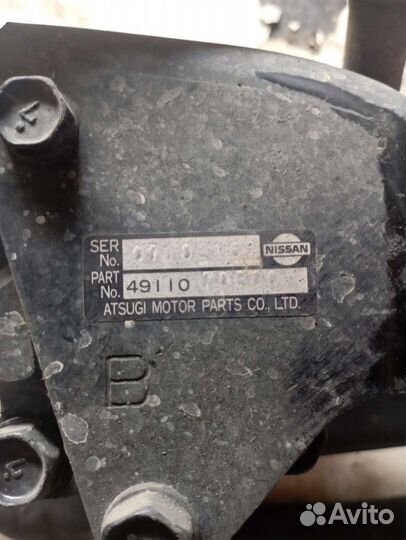 SER
No.
NISSAN
PART
No. 49110
ATSUGI MOTOR PARTS CO., LTD.
B
Avito